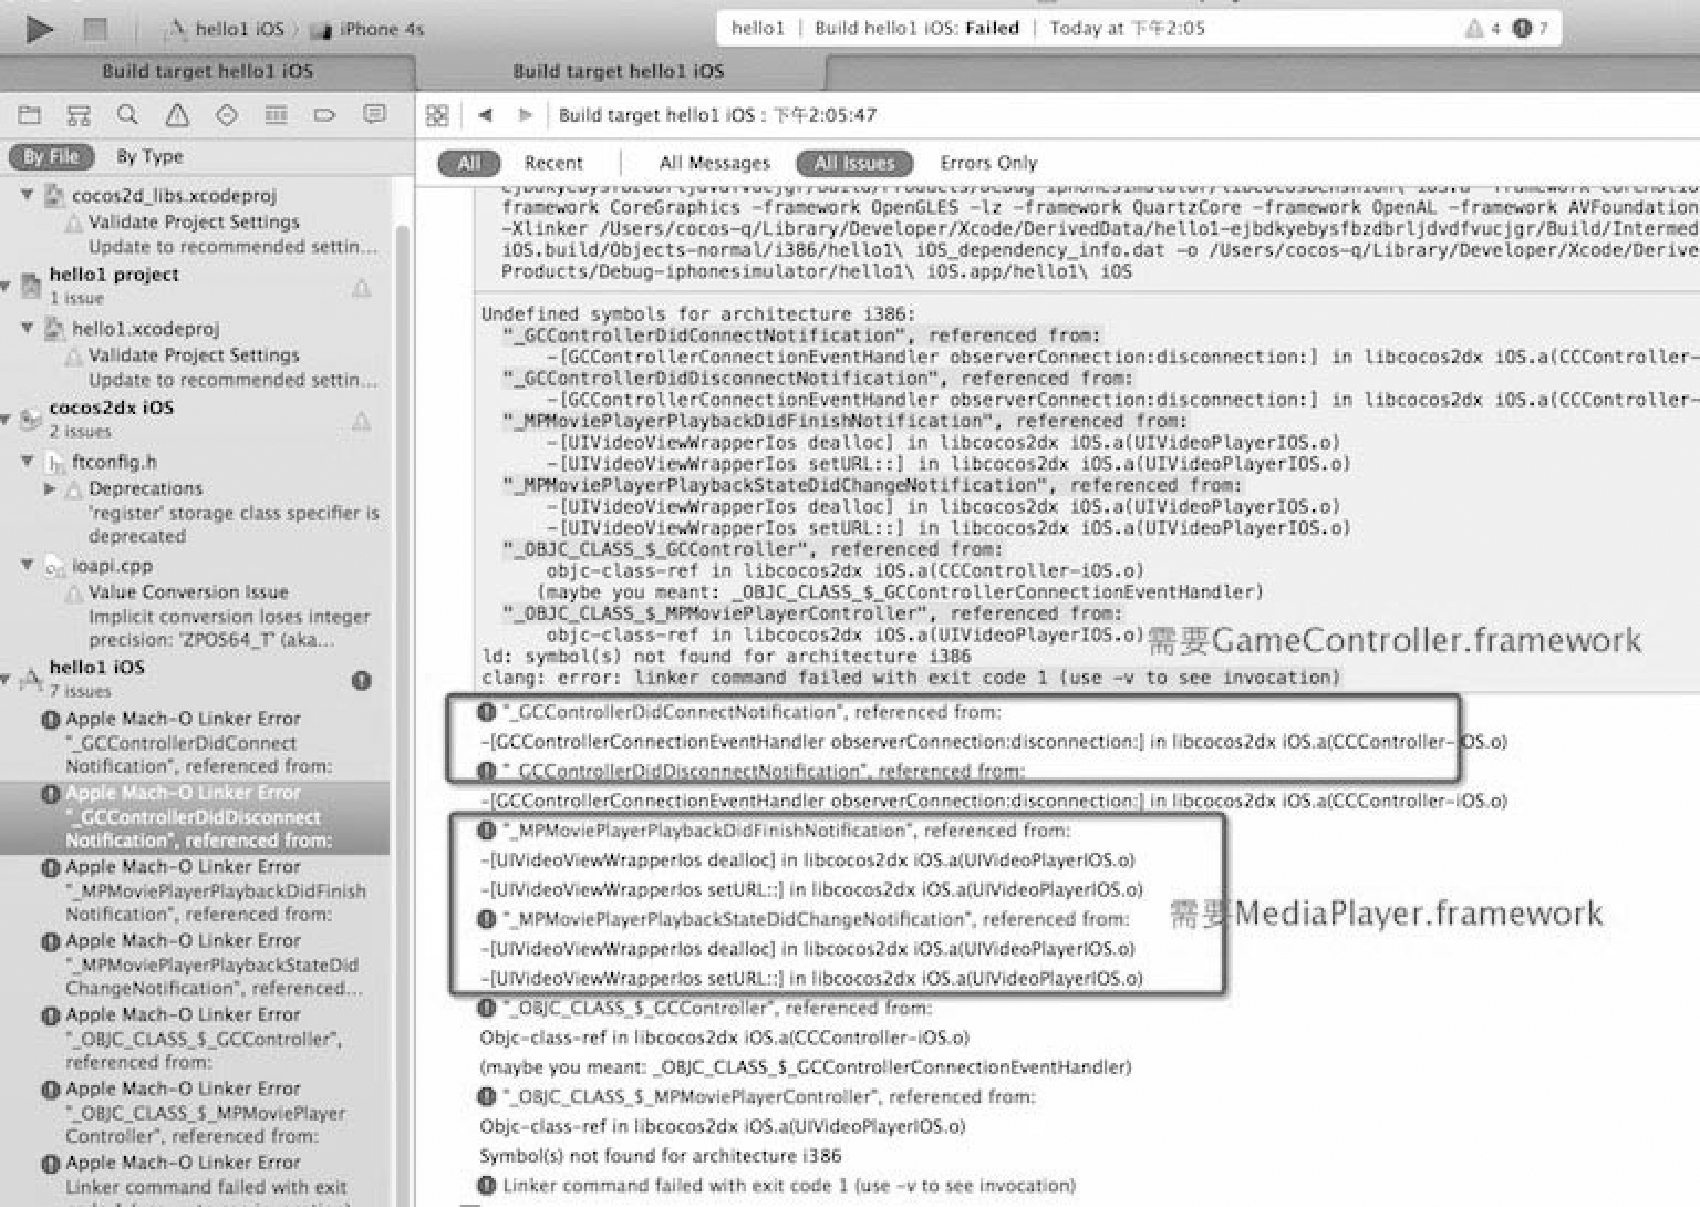 hello1 iOS 〉 iPhone 4s
hello1 | Build hello1 iOS: Failed | Today at 下午2:05
4 7
Build target hello1 iOS
Build target hello1 iOS
Build target hello1 iOS : 下午2:05:47
By File By Type
All Recent All Messages All Issues Errors Only
cocos2d_libs.xcodeproj
Validate Project Settings
Update to recommended settin...
hello1 project
1 issue
hello1.xcodeproj
Validate Project Settings
Update to recommended settin...
cocos2dx iOS
2 issues
ftconfig.h
Deprecations
'register' storage class specifier is
deprecated
ioapi.cpp
Value Conversion Issue
Implicit conversion loses integer
precision: 'ZPOS64_T' (aka...
hello1 iOS
7 issues
Apple Mach-O Linker Error
"_GCControllerDidConnect
Notification", referenced from:
Apple Mach-O Linker Error
"_GCControllerDidDisconnect
Notification", referenced from:
Apple Mach-O Linker Error
"_MPMoviePlayerPlaybackDidFinish
Notification", referenced from:
Apple Mach-O Linker Error
"_MPMoviePlayerPlaybackStateDid
ChangeNotification", referenced...
Apple Mach-O Linker Error
"_OBJC_CLASS_$_GCController",
referenced from:
Apple Mach-O Linker Error
"_OBJC_CLASS_$_MPMoviePlayer
Controller", referenced from:
Apple Mach-O Linker Error
Linker command failed with exit
framework CoreGraphics -framework OpenGLES -lz -framework QuartzCore -framework OpenAL -framework AVFoundation
-Xlinker /Users/cocos-q/Library/Developer/Xcode/DerivedData/hello1-ejbdkyebysfbzdbrljdvdfvucjgr/Build/Intermed
iOS.build/Objects-normal/i386/hello1\ iOS_dependency_info.dat -o /Users/cocos-q/Library/Developer/Xcode/Derive
Products/Debug-iphonesimulator/hello1\ iOS.app/hello1\ iOS
Undefined symbols for architecture i386:
"_GCControllerDidConnectNotification", referenced from:
-[GCControllerConnectionEventHandler observerConnection:disconnection:] in libcocos2dx iOS.a(CCController-
"_GCControllerDidDisconnectNotification", referenced from:
-[GCControllerConnectionEventHandler observerConnection:disconnection:] in libcocos2dx iOS.a(CCController-
"_MPMoviePlayerPlaybackDidFinishNotification", referenced from:
-[UIVideoViewWrapperIos dealloc] in libcocos2dx iOS.a(UIVideoPlayerIOS.o)
-[UIVideoViewWrapperIos setURL::] in libcocos2dx iOS.a(UIVideoPlayerIOS.o)
"_MPMoviePlayerPlaybackStateDidChangeNotification", referenced from:
-[UIVideoViewWrapperIos dealloc] in libcocos2dx iOS.a(UIVideoPlayerIOS.o)
-[UIVideoViewWrapperIos setURL::] in libcocos2dx iOS.a(UIVideoPlayerIOS.o)
"_OBJC_CLASS_$_GCController", referenced from:
objc-class-ref in libcocos2dx iOS.a(CCController-iOS.o)
(maybe you meant: _OBJC_CLASS_$_GCControllerConnectionEventHandler)
"_OBJC_CLASS_$_MPMoviePlayerController", referenced from:
objc-class-ref in libcocos2dx iOS.a(UIVideoPlayerIOS.o)
需要GameController.framework
ld: symbol(s) not found for architecture i386
clang: error: linker command failed with exit code 1 (use -v to see invocation)
"_GCControllerDidConnectNotification", referenced from:
-[GCControllerConnectionEventHandler observerConnection:disconnection:] in libcocos2dx iOS.a(CCController-iOS.o)
"_GCControllerDidDisconnectNotification", referenced from:
-[GCControllerConnectionEventHandler observerConnection:disconnection:] in libcocos2dx iOS.a(CCController-iOS.o)
"_MPMoviePlayerPlaybackDidFinishNotification", referenced from:
-[UIVideoViewWrapperIos dealloc] in libcocos2dx iOS.a(UIVideoPlayerIOS.o)
-[UIVideoViewWrapperIos setURL::] in libcocos2dx iOS.a(UIVideoPlayerIOS.o)
"_MPMoviePlayerPlaybackStateDidChangeNotification", referenced from:
需要MediaPlayer.framework
-[UIVideoViewWrapperIos dealloc] in libcocos2dx iOS.a(UIVideoPlayerIOS.o)
-[UIVideoViewWrapperIos setURL::] in libcocos2dx iOS.a(UIVideoPlayerIOS.o)
"_OBJC_CLASS_$_GCController", referenced from:
Objc-class-ref in libcocos2dx iOS.a(CCController-iOS.o)
(maybe you meant: _OBJC_CLASS_$_GCControllerConnectionEventHandler)
"_OBJC_CLASS_$_MPMoviePlayerController", referenced from:
Objc-class-ref in libcocos2dx iOS.a(UIVideoPlayerIOS.o)
Symbol(s) not found for architecture i386
Linker command failed with exit code 1 (use -v to see invocation)